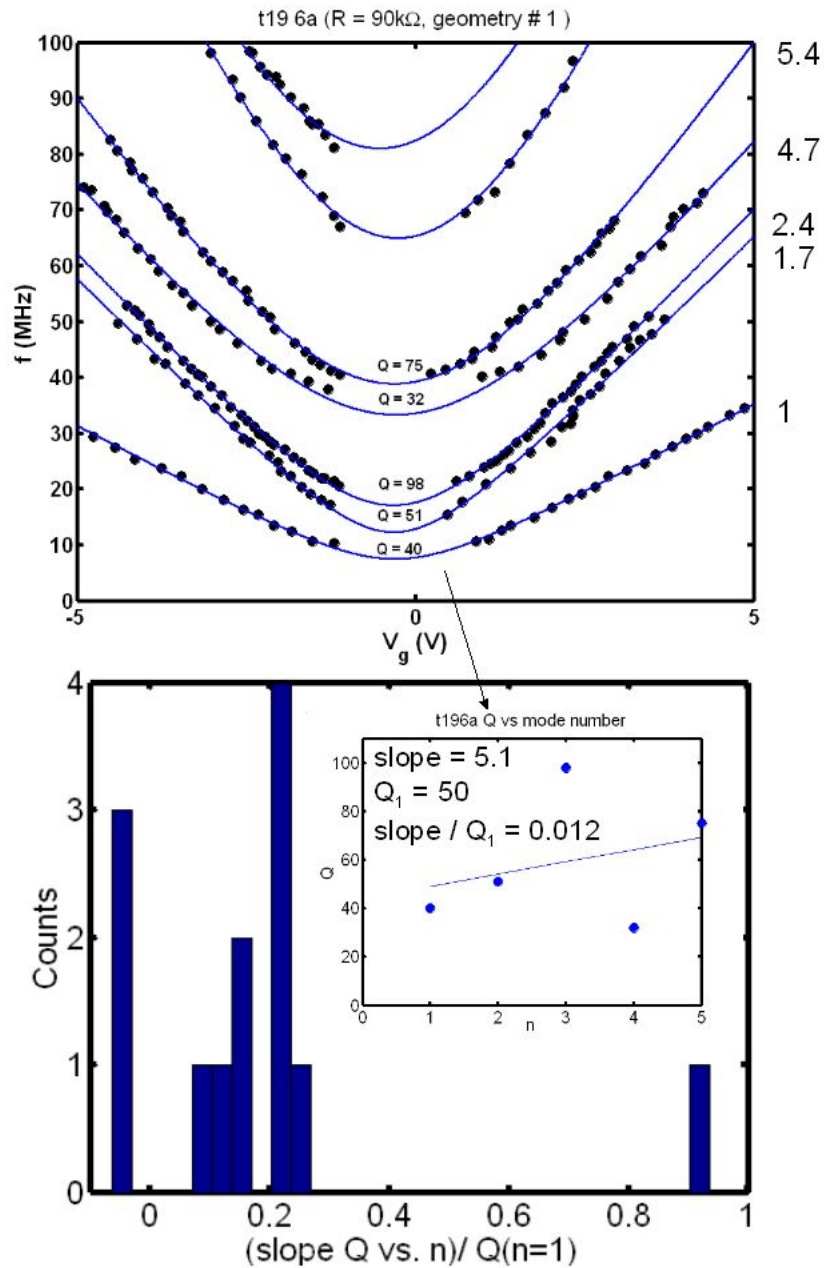 t19 6a (R = 90kΩ, geometry # 1 )
100
90
80
70
60
50
40
30
20
10
0
f (MHz)
5.4
4.7
2.4
1.7
1
Q = 75
Q = 32
Q = 98
Q = 51
Q = 40
-5
0
5
V_g (V)
4
3
2
1
0
Counts
t196a Q vs mode number
slope = 5.1
Q₁ = 50
slope / Q₁ = 0.012
100
80
60
40
20
0
Q
0
1
2
3
4
5
n
0
0.2
0.4
0.6
0.8
1
(slope Q vs. n)/ Q(n=1)